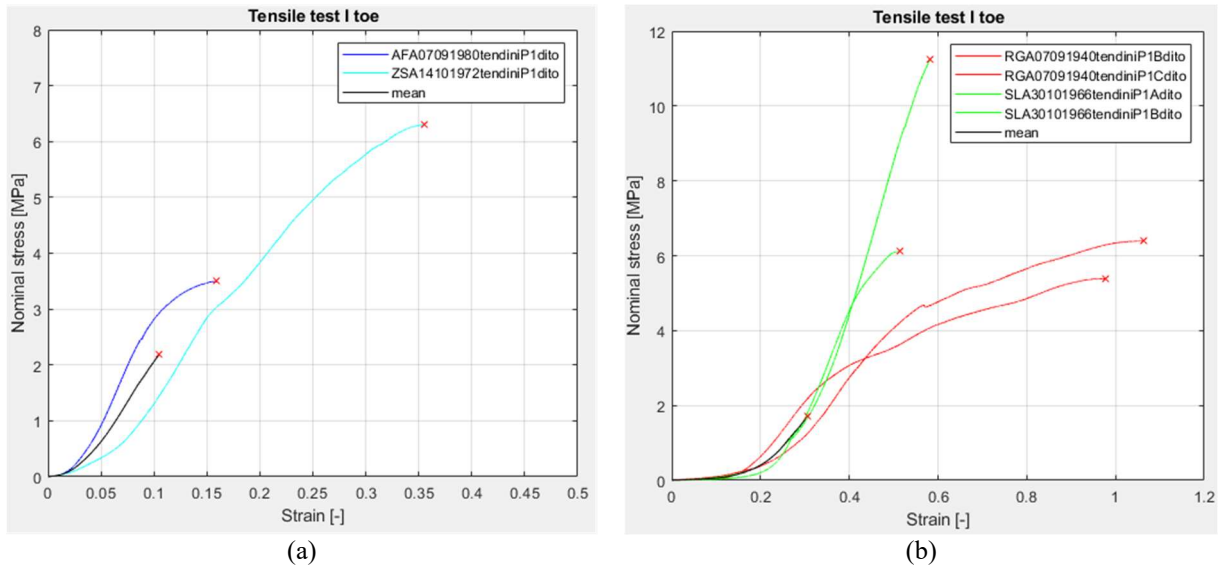 Tensile test I toe
8
7
6
5
4
3
2
1
0
Nominal stress [MPa]
AFA07091980tendiniP1dito
ZSA14101972tendiniP1dito
mean
0 0.05 0.1 0.15 0.2 0.25 0.3 0.35 0.4 0.45 0.5
Strain [-]
(a)
Tensile test I toe
12
10
8
6
4
2
0
Nominal stress [MPa]
RGA07091940tendiniP1Bdito
RGA07091940tendiniP1Cdito
SLA30101966tendiniP1Adito
SLA30101966tendiniP1Bdito
mean
0 0.2 0.4 0.6 0.8 1 1.2
Strain [-]
(b)